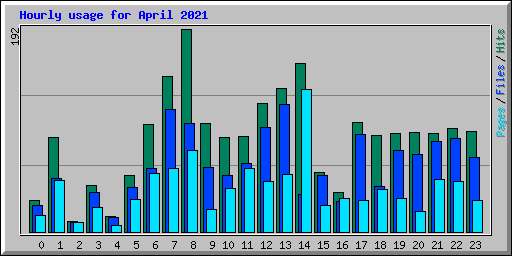 Hourly usage for April 2021
192
Pages/Files/Hits
0 1 2 3 4 5 6 7 8 9 10 11 12 13 14 15 16 17 18 19 20 21 22 23